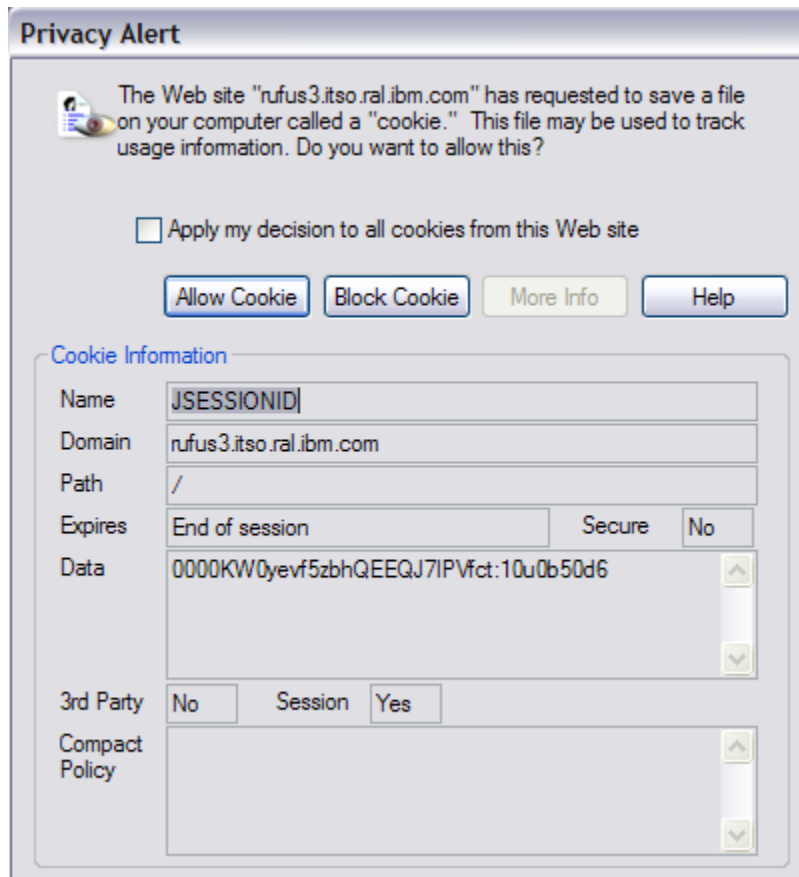 Privacy Alert
The Web site "rufus3.itso.ral.ibm.com" has requested to save a file
on your computer called a "cookie." This file may be used to track
usage information. Do you want to allow this?
Apply my decision to all cookies from this Web site
Allow Cookie Block Cookie More Info Help
Cookie Information
Name JSESSIONID
Domain rufus3.itso.ral.ibm.com
Path /
Expires End of session Secure No
Data 0000KW0yevf5zbhQEEQJ7lPVfct:10u0b50d6
3rd Party No Session Yes
Compact
Policy